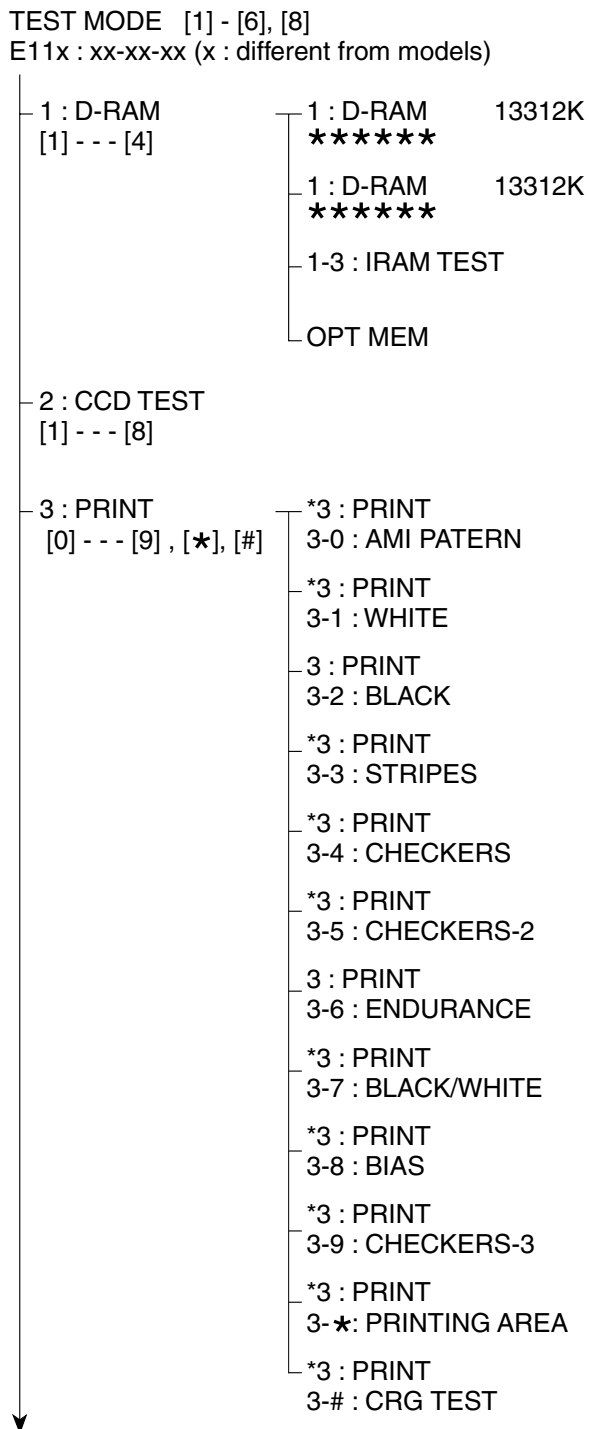 TEST MODE [1] - [6], [8]
E11x : xx-xx-xx (x : different from models)
1 : D-RAM
[1] - - - [4]
1 : D-RAM 13312K
★★★★★★
1 : D-RAM 13312K
★★★★★★
1-3 : IRAM TEST
OPT MEM
2 : CCD TEST
[1] - - - [8]
3 : PRINT
[0] - - - [9] , [★], [#]
*3 : PRINT
3-0 : AMI PATERN
*3 : PRINT
3-1 : WHITE
3 : PRINT
3-2 : BLACK
*3 : PRINT
3-3 : STRIPES
*3 : PRINT
3-4 : CHECKERS
*3 : PRINT
3-5 : CHECKERS-2
3 : PRINT
3-6 : ENDURANCE
*3 : PRINT
3-7 : BLACK/WHITE
*3 : PRINT
3-8 : BIAS
*3 : PRINT
3-9 : CHECKERS-3
*3 : PRINT
3-★: PRINTING AREA
*3 : PRINT
3-# : CRG TEST